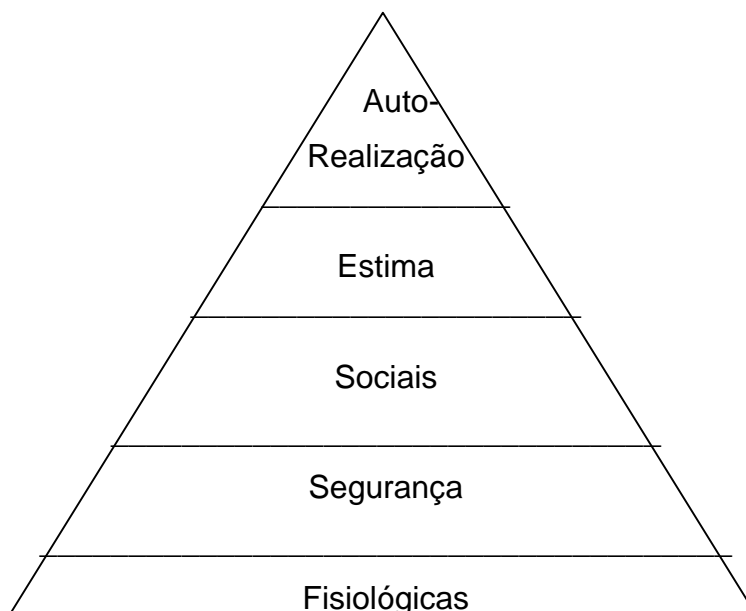 Auto-
Realização
Estima
Sociais
Segurança
Fisiológicas